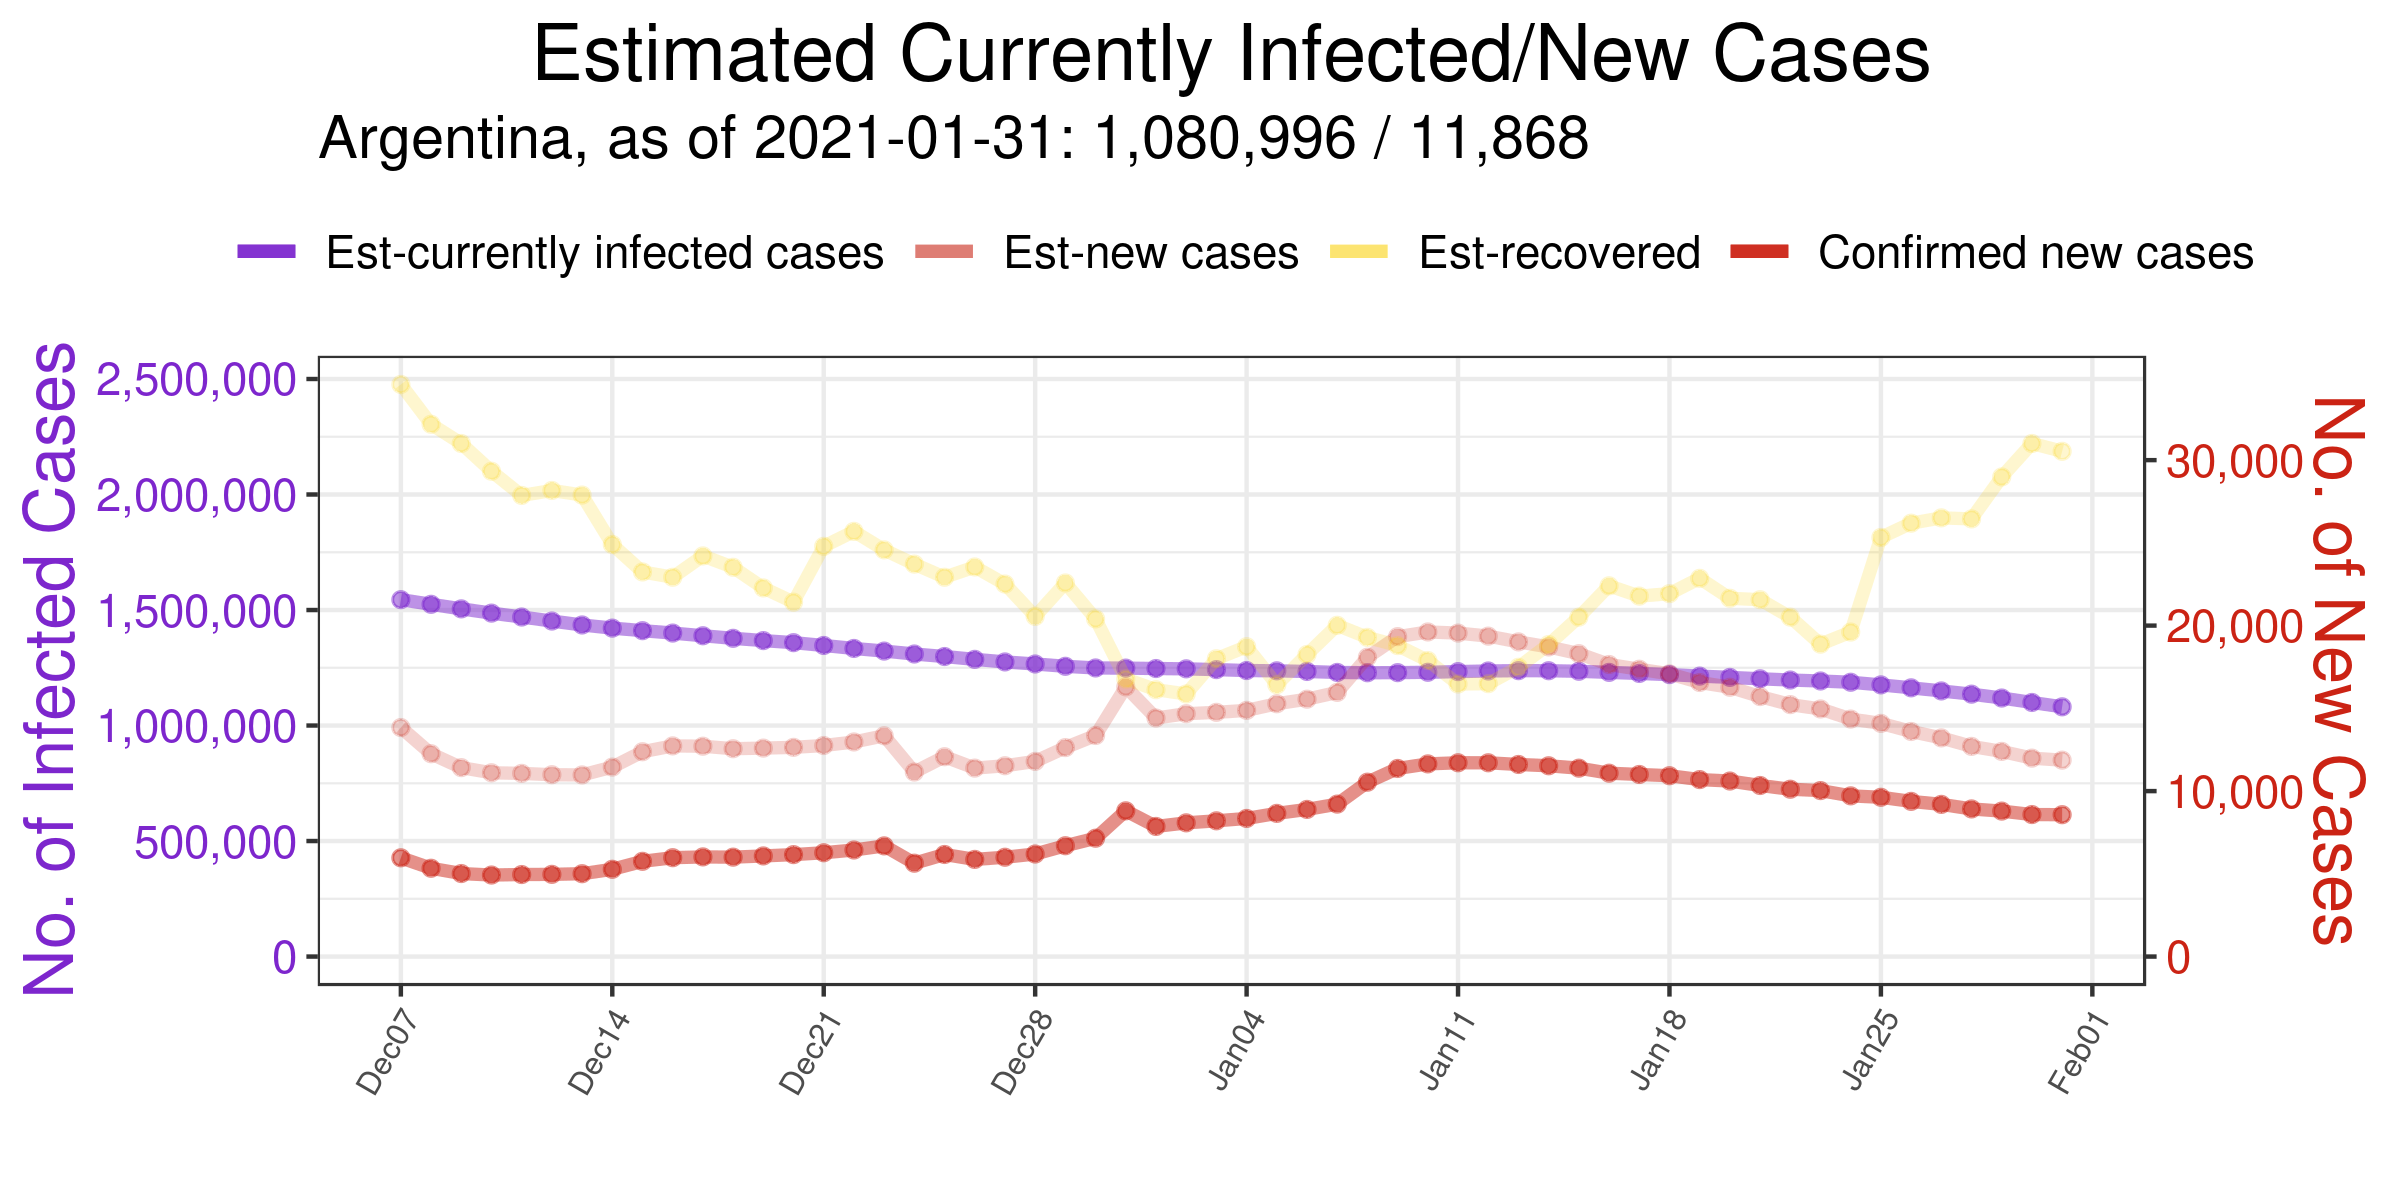 Estimated Currently Infected/New Cases
Argentina, as of 2021-01-31: 1,080,996 / 11,868
Est-currently infected cases Est-new cases Est-recovered Confirmed new cases
No. of Infected Cases
2,500,000
2,000,000
1,500,000
1,000,000
500,000
0
30,000
20,000
10,000
0
No. of New Cases
Dec07 Dec14 Dec21 Dec28 Jan04 Jan11 Jan18 Jan25 Feb01